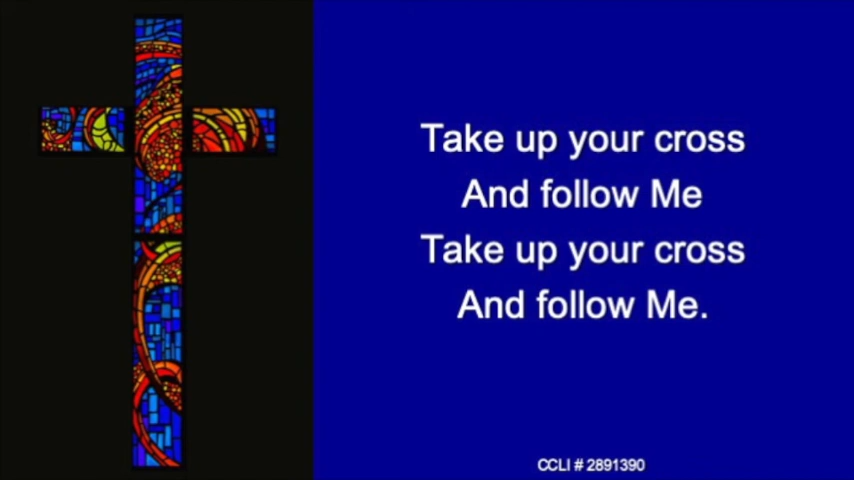 Take up your cross
And follow Me
Take up your cross
And follow Me.
CCLI # 2891390